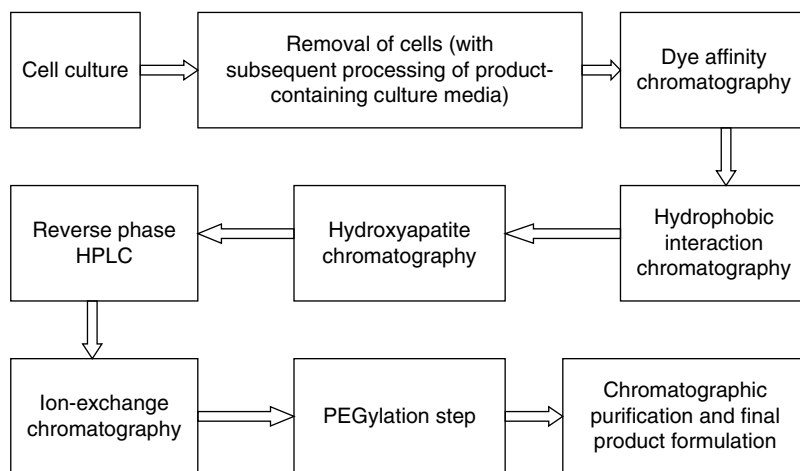 Cell culture
Removal of cells (with
subsequent processing of product-
containing culture media)
Dye affinity
chromatography
Hydrophobic
interaction
chromatography
Hydroxyapatite
chromatography
Reverse phase
HPLC
Ion-exchange
chromatography
PEGylation step
Chromatographic
purification and final
product formulation